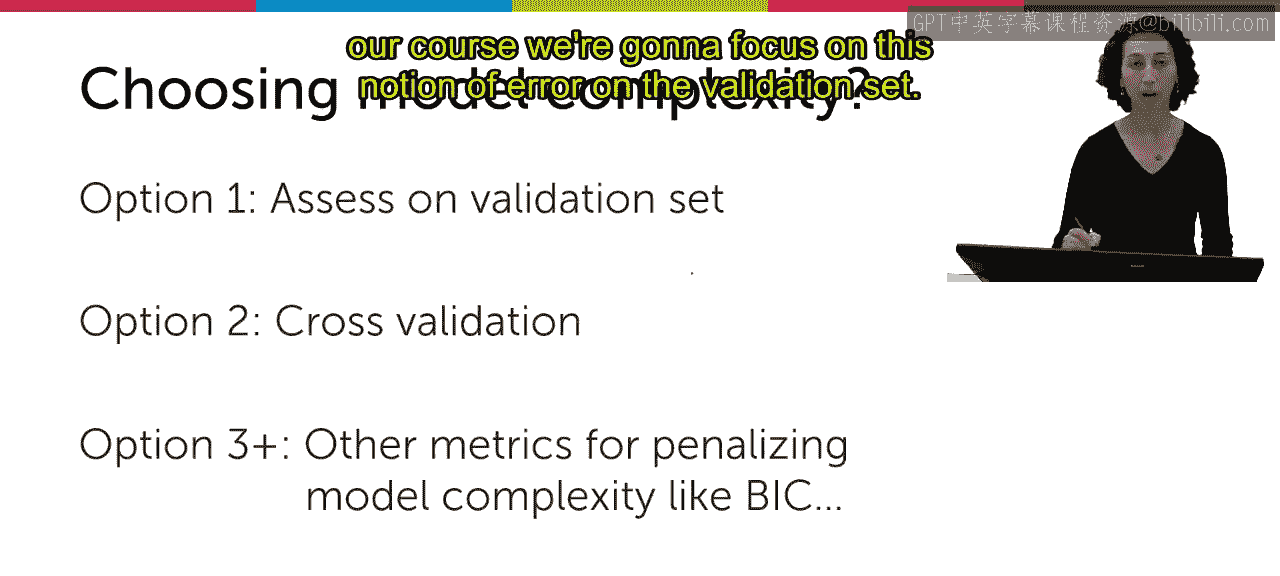 GPT中英字幕课程资源@bilibili.com
our course we're gonna focus on this
notion of error on the validation set.
Choosing model complexity?
Option 1: Assess on validation set
Option 2: Cross validation
Option 3+: Other metrics for penalizing
model complexity like BIC...